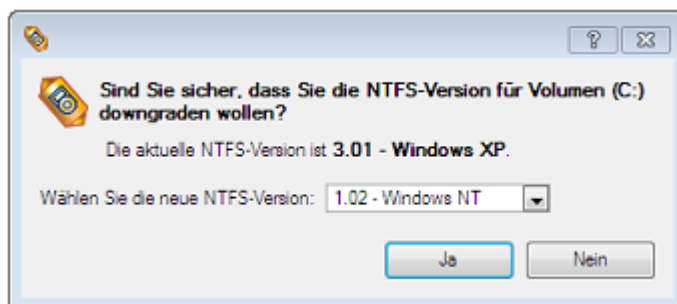 Sind Sie sicher, dass Sie die NTFS-Version für Volumen (C:)
downgraden wollen?
Die aktuelle NTFS-Version ist 3.01 - Windows XP.
Wählen Sie die neue NTFS-Version: 1.02 - Windows NT
Ja Nein